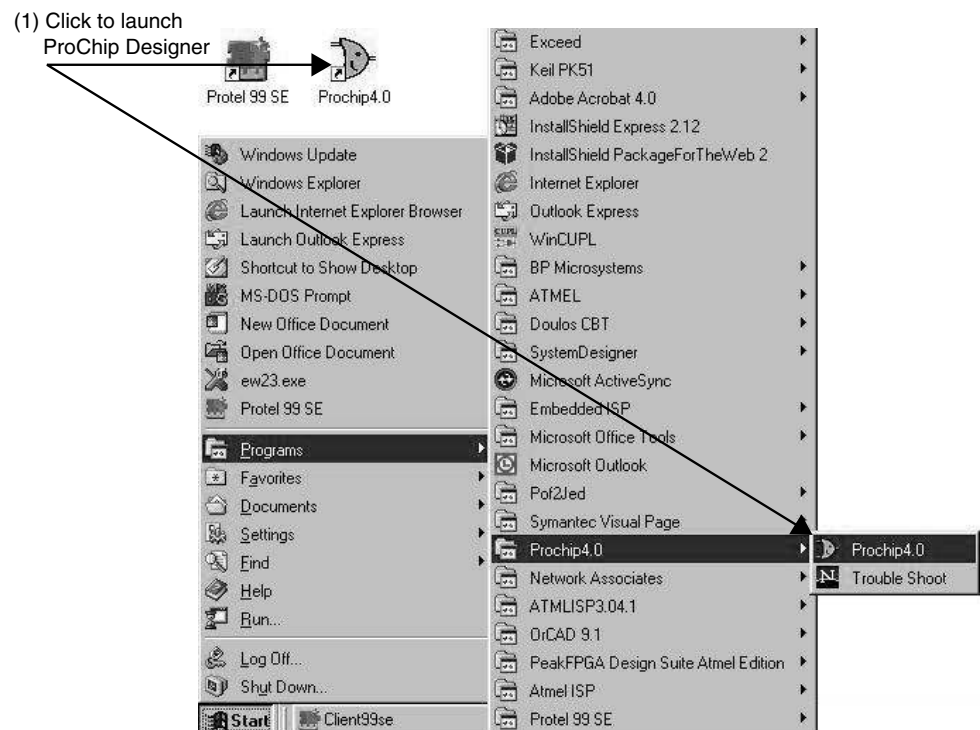 (1) Click to launch
ProChip Designer
Protel 99 SE
Prochip4.0
Windows Update
Windows Explorer
Launch Internet Explorer Browser
Launch Outlook Express
Shortcut to Show Desktop
MS-DOS Prompt
New Office Document
Open Office Document
ew23.exe
Protel 99 SE
Programs
Favorites
Documents
Settings
Find
Help
Run...
Log Off...
Shut Down...
Start
Client99se
Exceed
Keil PK51
Adobe Acrobat 4.0
InstallShield Express 2.12
InstallShield PackageForTheWeb 2
Internet Explorer
Outlook Express
WinCUPL
BP Microsystems
ATMEL
Doulos CBT
SystemDesigner
Microsoft ActiveSync
Embedded ISP
Microsoft Office Tools
Microsoft Outlook
Pof2Jed
Symantec Visual Page
Prochip4.0
Network Associates
ATMLISP3.04.1
OrCAD 9.1
PeakFPGA Design Suite Atmel Edition
Atmel ISP
Protel 99 SE
Prochip4.0
N Trouble Shoot